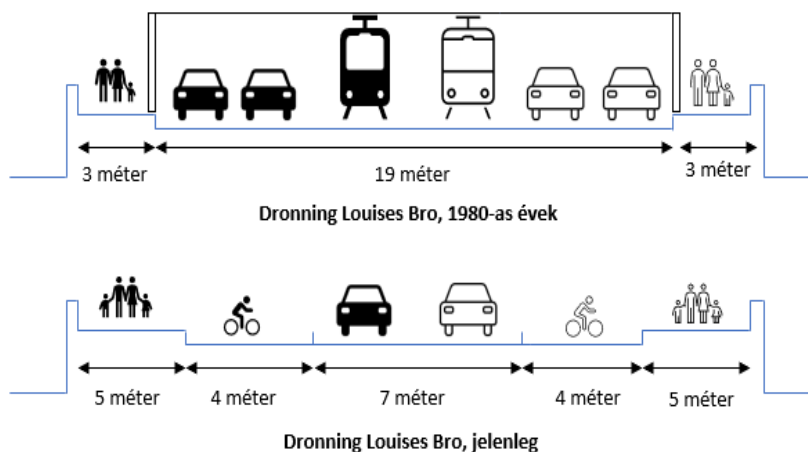 3 méter
19 méter
3 méter
Dronning Louises Bro, 1980-as évek
5 méter
4 méter
7 méter
4 méter
5 méter
Dronning Louises Bro, jelenleg